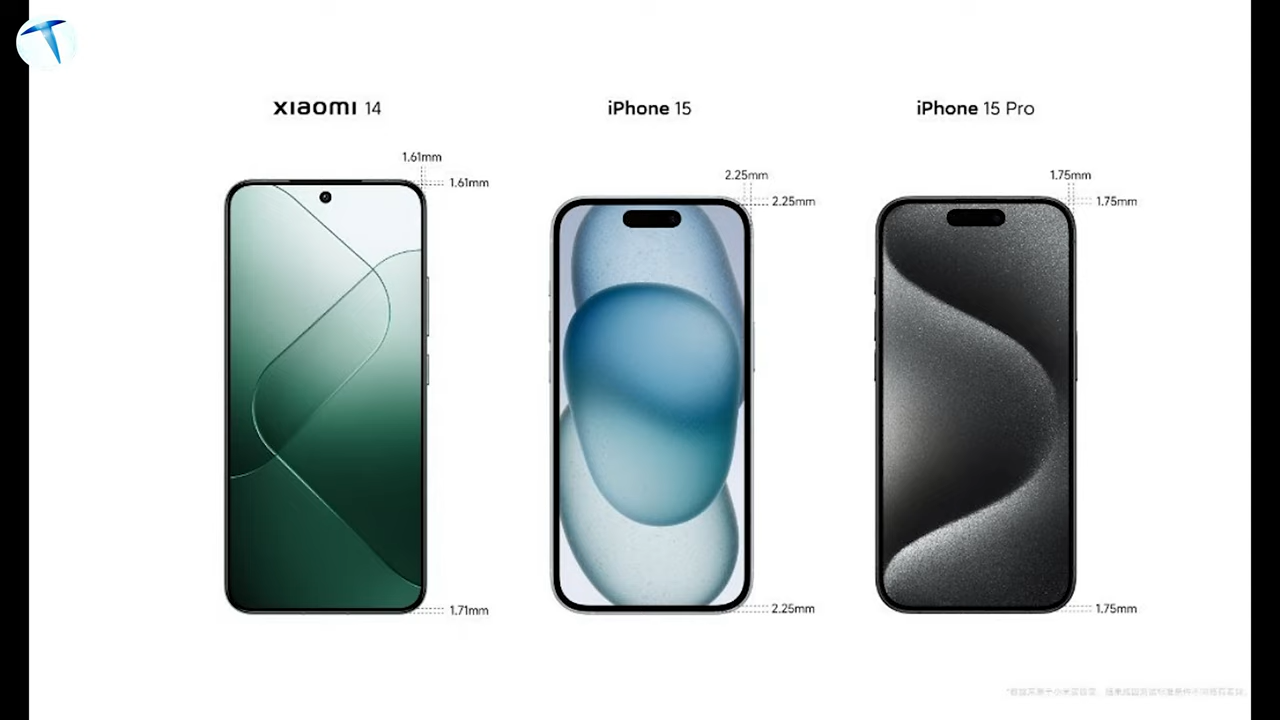 xiaomi 14
iPhone 15
iPhone 15 Pro
1.61mm
1.61mm
1.71mm
2.25mm
2.25mm
2.25mm
1.75mm
1.75mm
1.75mm